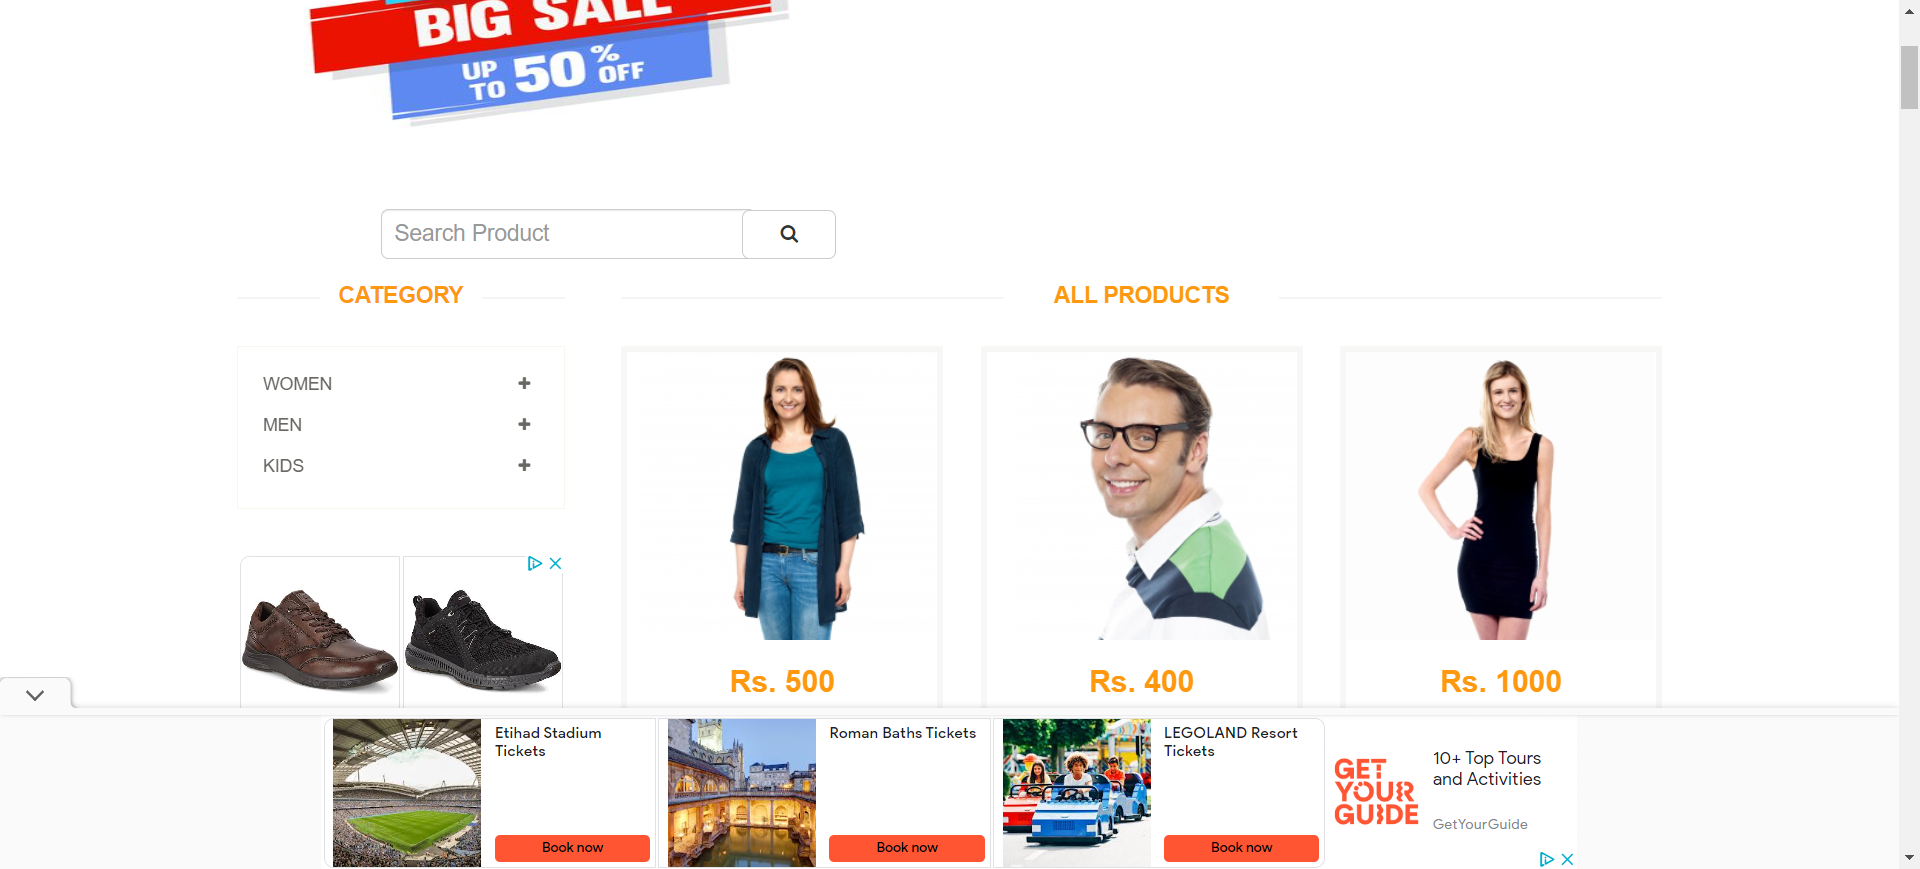 BIG SALE
UP TO 50% OFF
Search Product
CATEGORY
ALL PRODUCTS
WOMEN
MEN
KIDS
Rs. 500
Rs. 400
Rs. 1000
Etihad Stadium
Tickets
Book now
Roman Baths Tickets
Book now
LEGOLAND Resort
Tickets
Book now
GET
YOUR
GUIDE
10+ Top Tours
and Activities
GetYourGuide